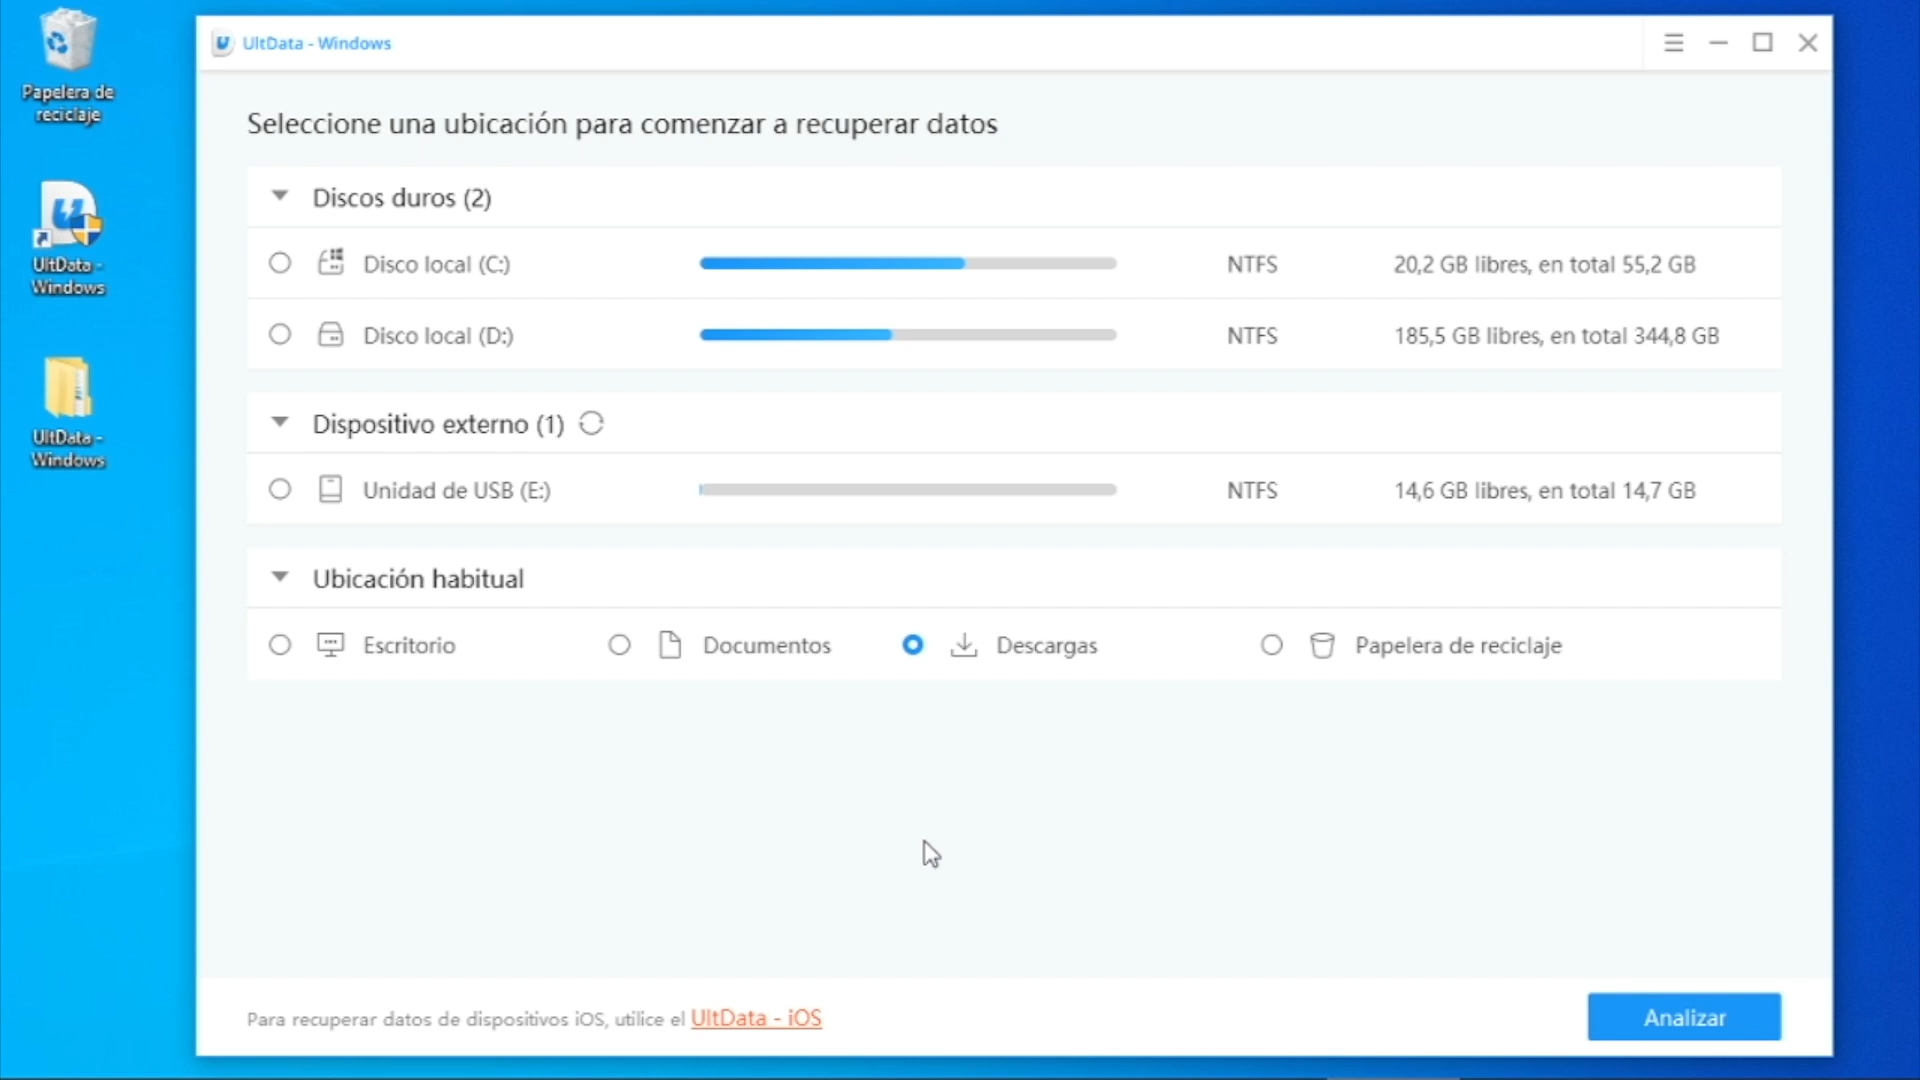 Papelera de
reciclaje
UltData -
Windows
UltData -
Windows
UltData - Windows
Seleccione una ubicación para comenzar a recuperar datos
Discos duros (2)
Disco local (C:) NTFS 20,2 GB libres, en total 55,2 GB
Disco local (D:) NTFS 185,5 GB libres, en total 344,8 GB
Dispositivo externo (1)
Unidad de USB (E:) NTFS 14,6 GB libres, en total 14,7 GB
Ubicación habitual
Escritorio Documentos Descargas Papelera de reciclaje
Para recuperar datos de dispositivos iOS, utilice el UltData - iOS
Analizar